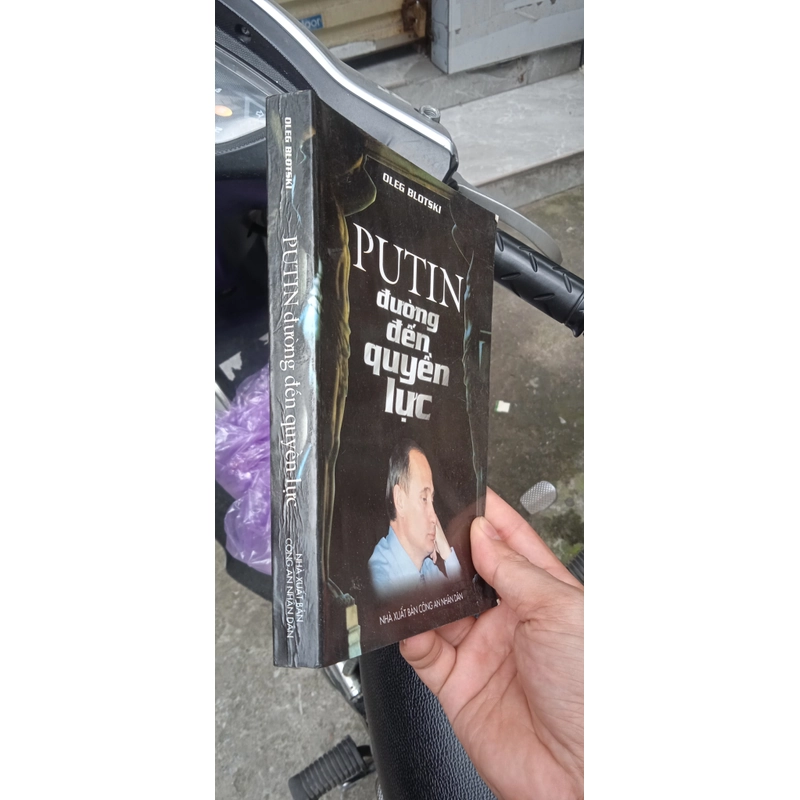 OLEG BLOTSKI
PUTIN
đường
đến
quyền
lực
NHÀ XUẤT BẢN CÔNG AN NHÂN DÂN
OLEG BLOTSKI
PUTIN đường đến quyền lực
NHÀ XUẤT BẢN
CÔNG AN NHÂN DÂN